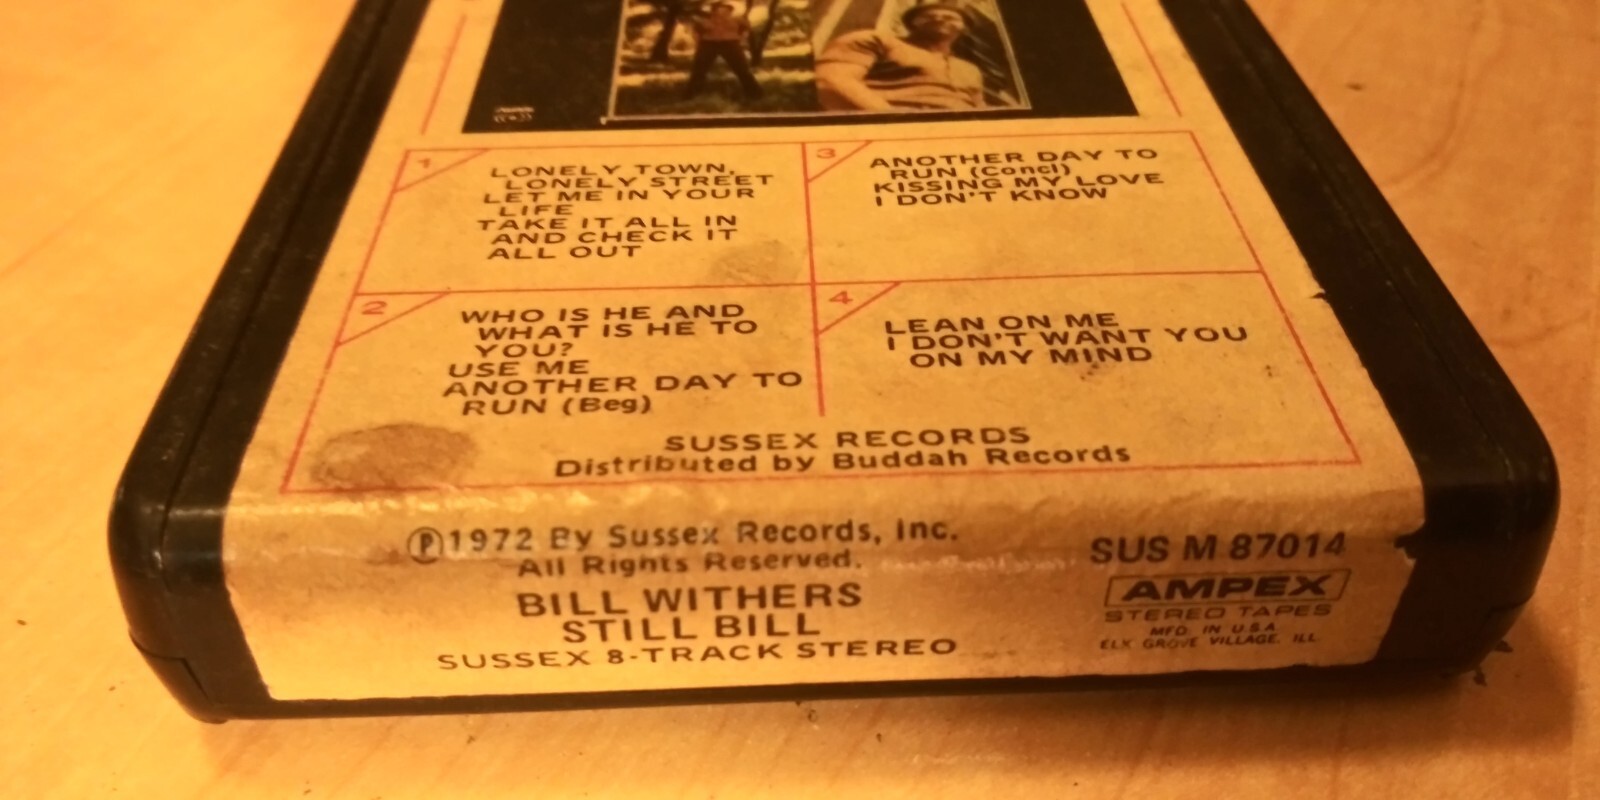 1
LONELY TOWN,
LONELY STREET
LET ME IN YOUR
LIFE
TAKE IT ALL IN
AND CHECK IT
ALL OUT
2
WHO IS HE AND
WHAT IS HE TO
YOU?
USE ME
ANOTHER DAY TO
RUN (Beg)
3
ANOTHER DAY TO
RUN (Concl)
KISSING MY LOVE
I DON'T KNOW
4
LEAN ON ME
I DON'T WANT YOU
ON MY MIND
SUSSEX RECORDS
Distributed by Buddah Records
℗1972 By Sussex Records, Inc.
All Rights Reserved.
BILL WITHERS
STILL BILL
SUSSEX 8-TRACK STEREO
SUS M 87014
AMPEX
STEREO TAPES
MFD. IN U.S.A.
ELK GROVE VILLAGE, ILL.